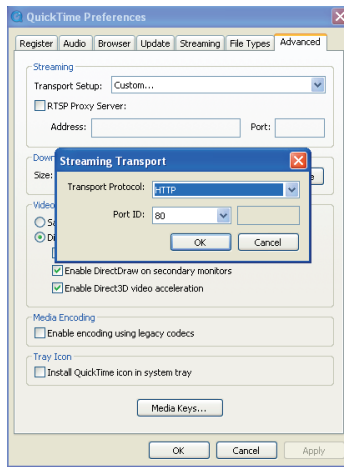 QuickTime Preferences
Register Audio Browser Update Streaming File Types Advanced
Streaming
Transport Setup: Custom...
RTSP Proxy Server:
Address: Port:
Streaming Transport
Size:
Transport Protocol: HTTP
Video
Port ID: 80
OK Cancel
Enable DirectDraw on secondary monitors
Enable Direct3D video acceleration
Media Encoding
Enable encoding using legacy codecs
Tray Icon
Install QuickTime icon in system tray
Media Keys...
OK Cancel Apply